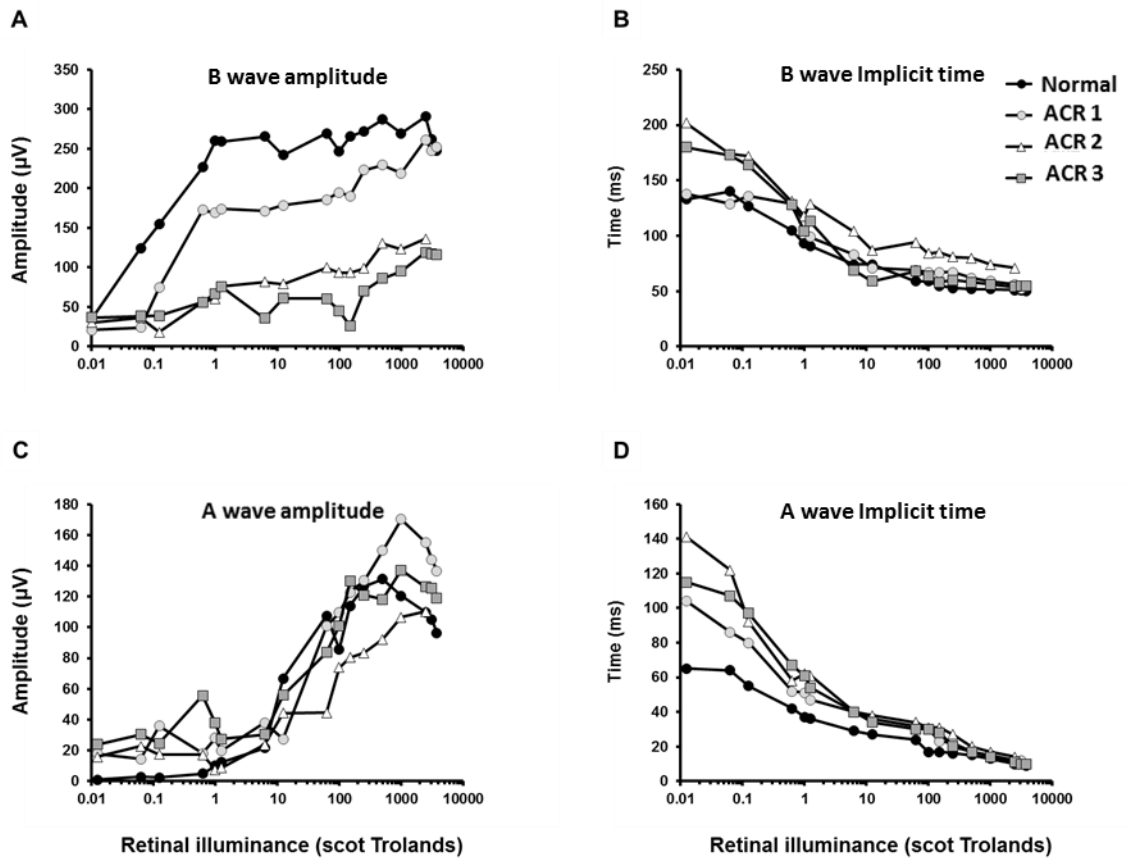 A
B wave amplitude
Amplitude (µV)
350
300
250
200
150
100
50
0
0.01 0.1 1 10 100 1000 10000
B
B wave Implicit time
Time (ms)
250
200
150
100
50
0
0.01 0.1 1 10 100 1000 10000
Normal
ACR 1
ACR 2
ACR 3
C
A wave amplitude
Amplitude (µV)
180
160
140
120
100
80
60
40
20
0
0.01 0.1 1 10 100 1000 10000
Retinal illuminance (scot Trolands)
D
A wave Implicit time
Time (ms)
160
140
120
100
80
60
40
20
0
0.01 0.1 1 10 100 1000 10000
Retinal illuminance (scot Trolands)